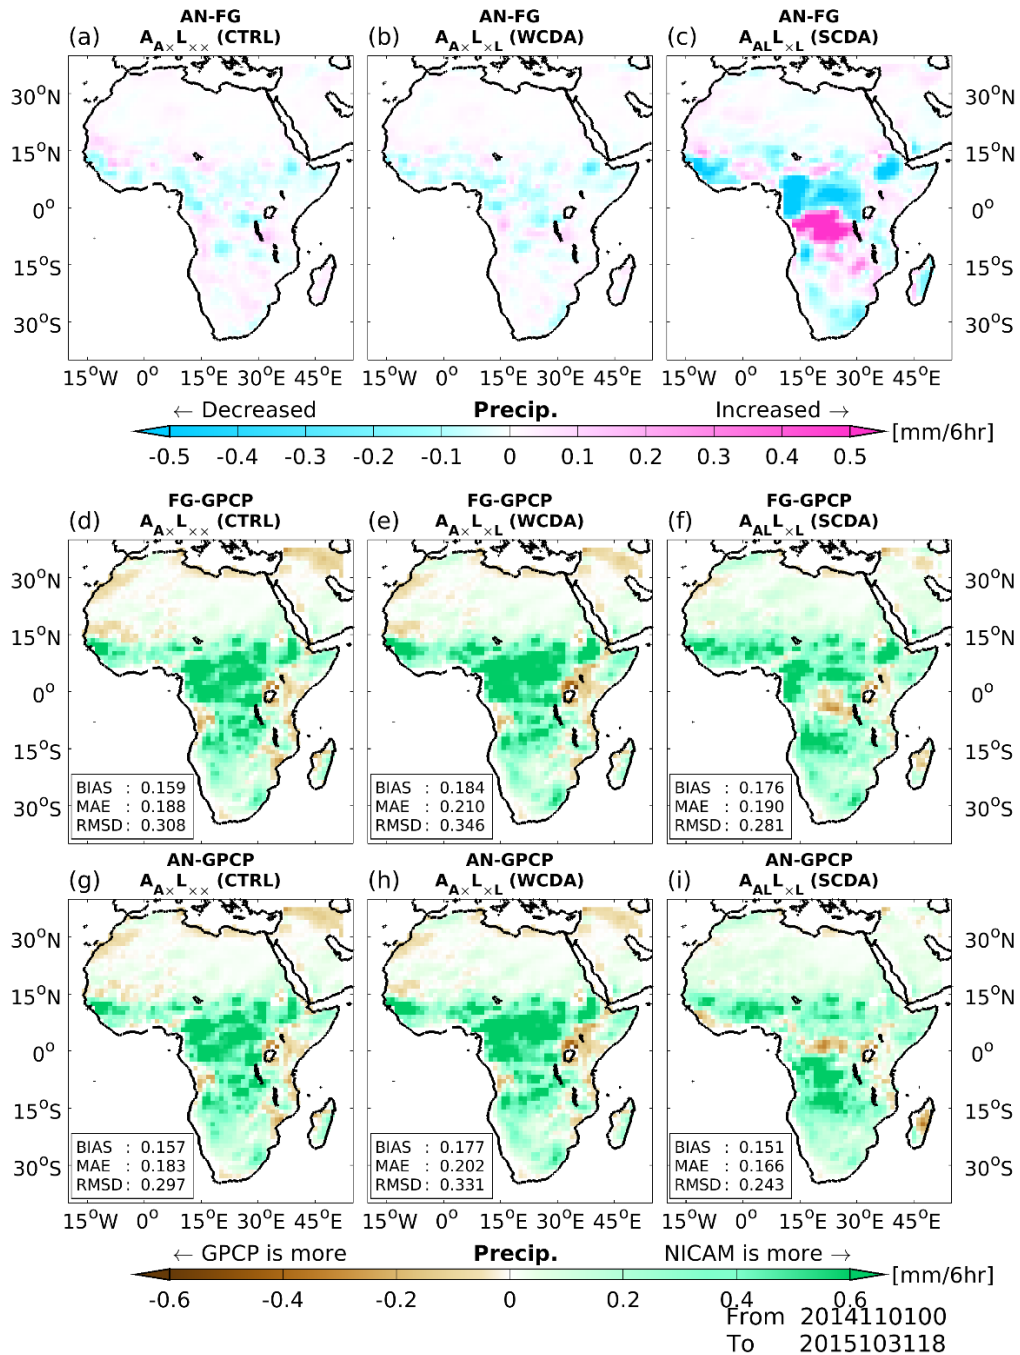 AN-FG AN-FG AN-FG
(a) A_A×L_×× (CTRL) (b) A_A×L_×L (WCDA) (c) A_ALL_×L (SCDA)
30°N 30°N
15°N 15°N
0° 0°
15°S 15°S
30°S 30°S
15°W 0° 15°E 30°E 45°E 15°W 0° 15°E 30°E 45°E 15°W 0° 15°E 30°E 45°E
← Decreased Precip. Increased →
[mm/6hr]
-0.5 -0.4 -0.3 -0.2 -0.1 0 0.1 0.2 0.3 0.4 0.5
FG-GPCP FG-GPCP FG-GPCP
(d) A_A×L_×× (CTRL) (e) A_A×L_×L (WCDA) (f) A_ALL_×L (SCDA)
30°N 30°N
15°N 15°N
0° 0°
15°S 15°S
BIAS : 0.159 BIAS : 0.184 BIAS : 0.176
MAE : 0.188 MAE : 0.210 MAE : 0.190
30°S 30°S
RMSD: 0.308 RMSD: 0.346 RMSD: 0.281
AN-GPCP AN-GPCP AN-GPCP
(g) A_A×L_×× (CTRL) (h) A_A×L_×L (WCDA) (i) A_ALL_×L (SCDA)
30°N 30°N
15°N 15°N
0° 0°
15°S 15°S
BIAS : 0.157 BIAS : 0.177 BIAS : 0.151
MAE : 0.183 MAE : 0.202 MAE : 0.166
30°S 30°S
RMSD: 0.297 RMSD: 0.331 RMSD: 0.243
15°W 0° 15°E 30°E 45°E 15°W 0° 15°E 30°E 45°E 15°W 0° 15°E 30°E 45°E
← GPCP is more Precip. NICAM is more →
[mm/6hr]
-0.6 -0.4 -0.2 0 0.2 0.4 0.6
From 2014110100
To 2015103118